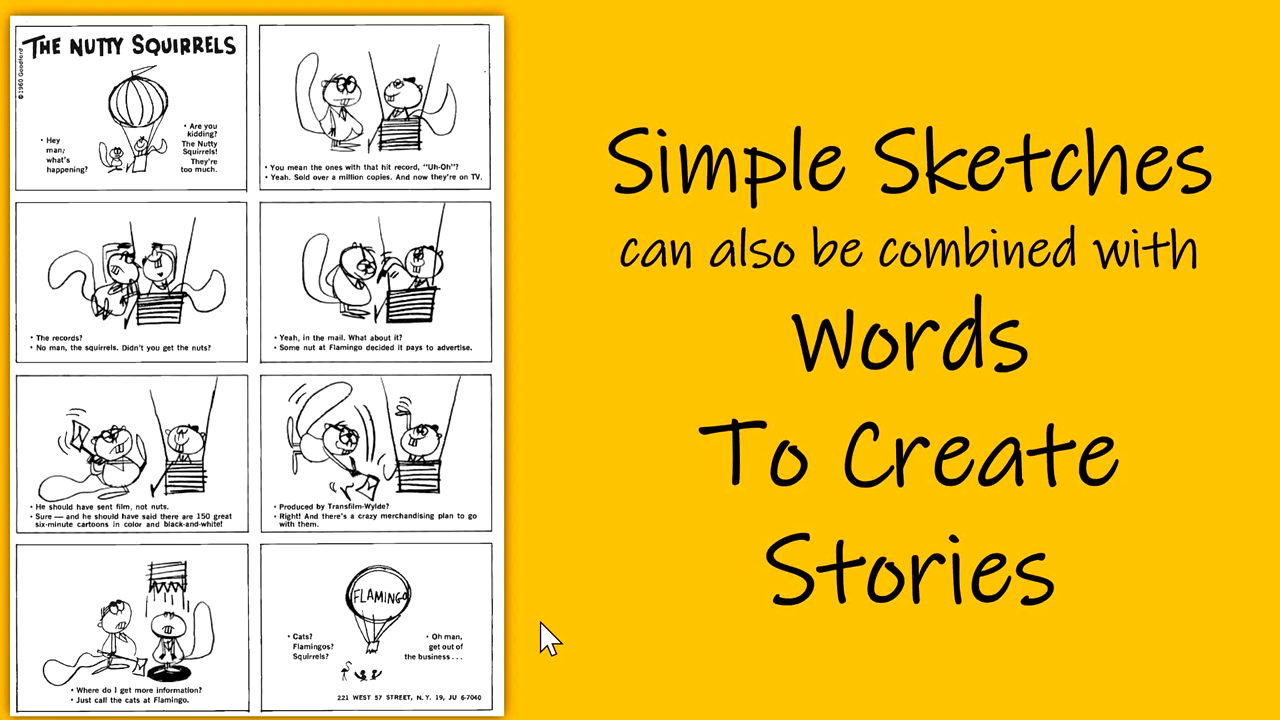 THE NUTTY SQUIRRELS
©1960 Goodford
• Hey
man,
what's
happening?
• Are you
kidding?
The Nutty
Squirrels!
They're
too much.
• You mean the ones with that hit record, "Uh-Oh"?
• Yeah. Sold over a million copies. And now they're on TV.
• The records?
• No man, the squirrels. Didn't you get the nuts?
• Yeah, in the mail. What about it?
• Some nut at Flamingo decided it pays to advertise.
• He should have sent film, not nuts.
• Sure — and he should have said there are 150 great
six-minute cartoons in color and black-and-white!
• Produced by Transfilm-Wylde?
• Right! And there's a crazy merchandising plan to go
with them.
• Where do I get more information?
• Just call the cats at Flamingo.
FLAMINGO
• Cats?
Flamingos?
Squirrels?
• Oh man,
get out of
the business . . .
221 WEST 57 STREET, N. Y. 19, JU 6-7040
Simple Sketches
can also be combined with
Words
To Create
Stories